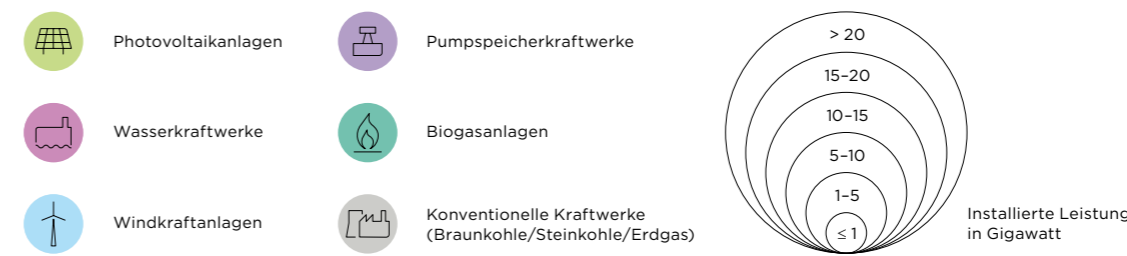 Photovoltaikanlagen
Wasserkraftwerke
Windkraftanlagen
Pumpspeicherkraftwerke
Biogasanlagen
Konventionelle Kraftwerke
(Braunkohle/Steinkohle/Erdgas)
> 20
15–20
10–15
5–10
1–5
≤ 1
Installierte Leistung
in Gigawatt